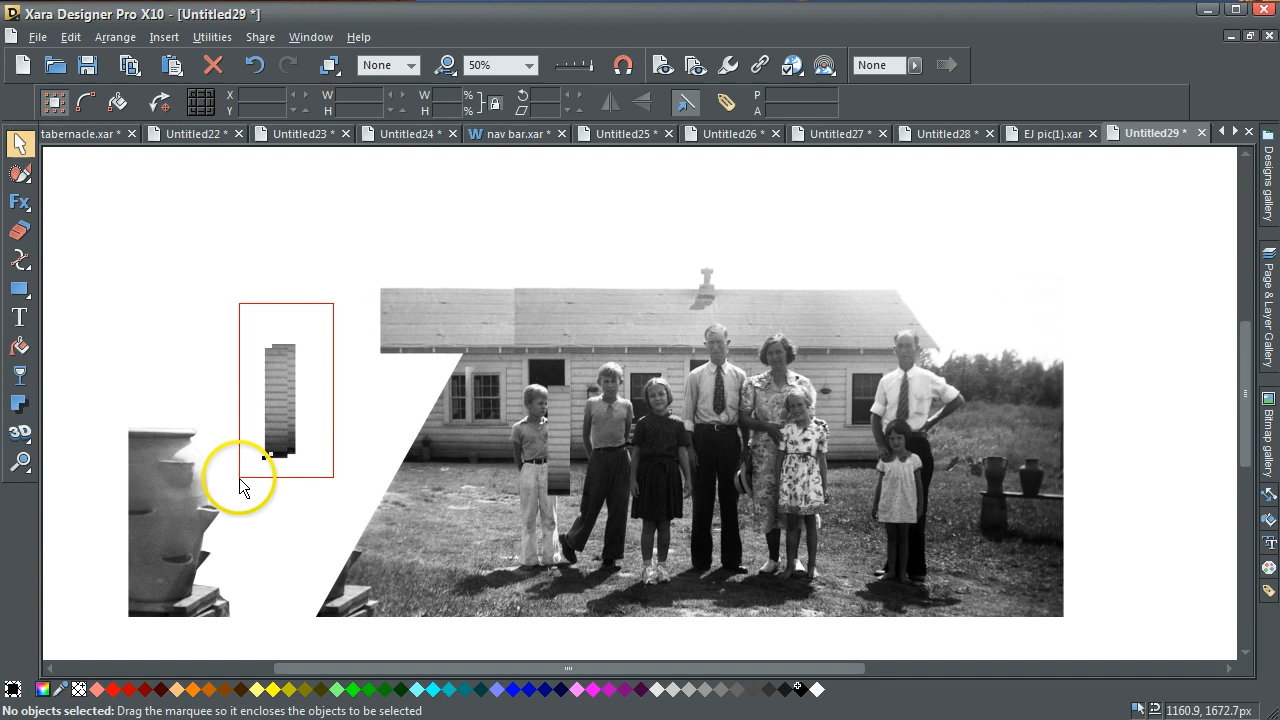 Xara Designer Pro X10 - [Untitled29 *]
File Edit Arrange Insert Utilities Share Window Help
None 50% None
X W % P
Y H % A
tabernacle.xar * Untitled22 * Untitled23 * Untitled24 * nav bar.xar * Untitled25 * Untitled26 * Untitled27 * Untitled28 * EJ pic(1).xar Untitled29 *
Designs gallery
Fx
T
Page & Layer Gallery
3D
Bitmap gallery
No objects selected: Drag the marquee so it encloses the objects to be selected 1160.9, 1672.7px